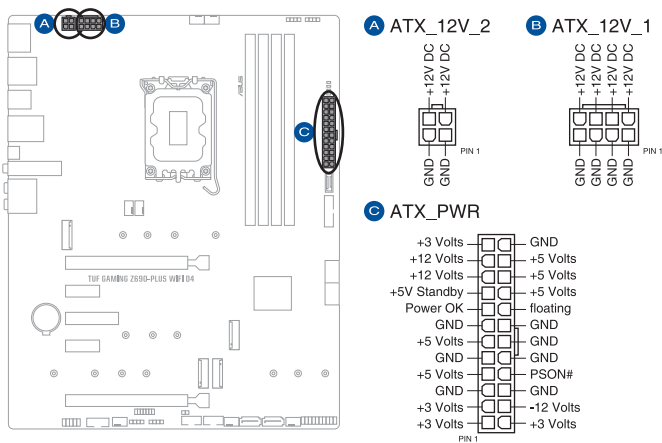 A ATX_12V_2
+12V DC
+12V DC
GND
GND
PIN 1
B ATX_12V_1
+12V DC
+12V DC
+12V DC
+12V DC
GND
GND
GND
GND
PIN 1
A
B
/SUS
C
TUF GAMING Z690-PLUS WIFI D4
C ATX_PWR
+3 Volts GND
+12 Volts +5 Volts
+12 Volts +5 Volts
+5V Standby +5 Volts
Power OK floating
GND GND
+5 Volts GND
GND GND
+5 Volts PSON#
GND GND
+3 Volts -12 Volts
+3 Volts +3 Volts
PIN 1